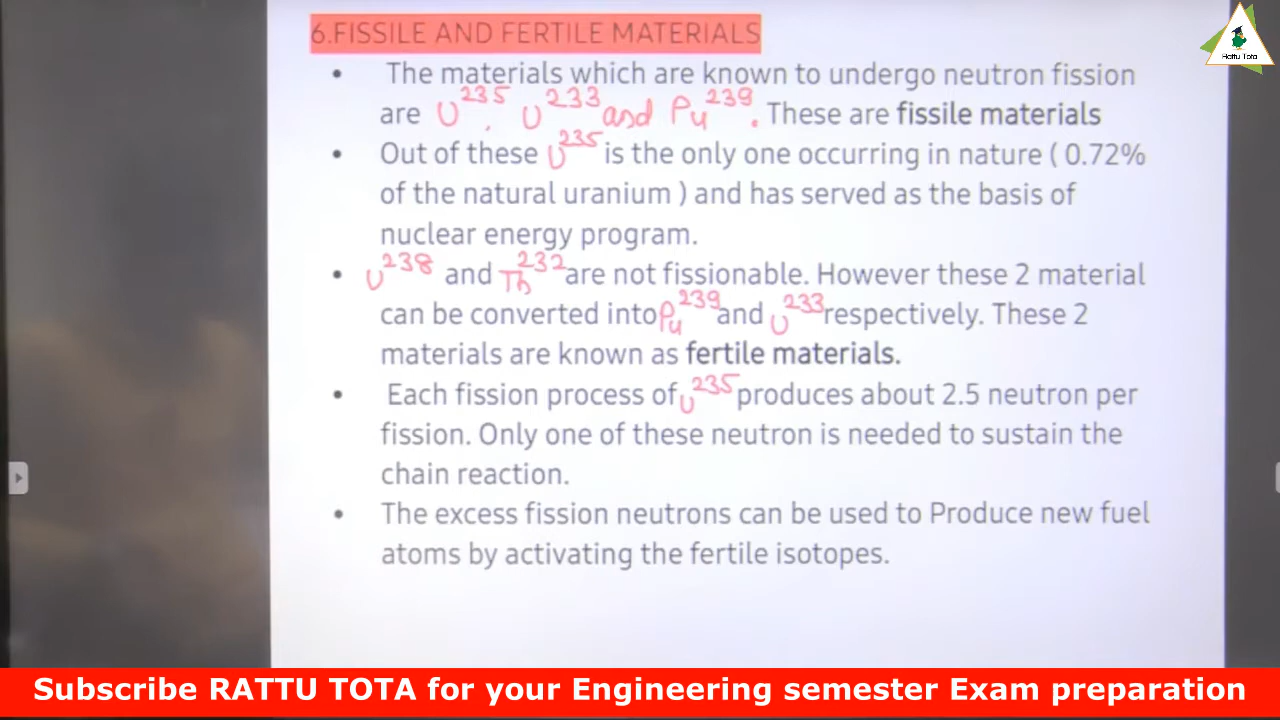 6.FISSILE AND FERTILE MATERIALS
Rattu Tota
• The materials which are known to undergo neutron fission
are U²³⁵, U²³³ and Pu²³⁹. These are fissile materials
• Out of these U²³⁵ is the only one occurring in nature ( 0.72%
of the natural uranium ) and has served as the basis of
nuclear energy program.
• U²³⁸ and Th²³² are not fissionable. However these 2 material
can be converted into Pu²³⁹ and U²³³ respectively. These 2
materials are known as fertile materials.
• Each fission process of U²³⁵ produces about 2.5 neutron per
fission. Only one of these neutron is needed to sustain the
chain reaction.
• The excess fission neutrons can be used to Produce new fuel
atoms by activating the fertile isotopes.
Subscribe RATTU TOTA for your Engineering semester Exam preparation